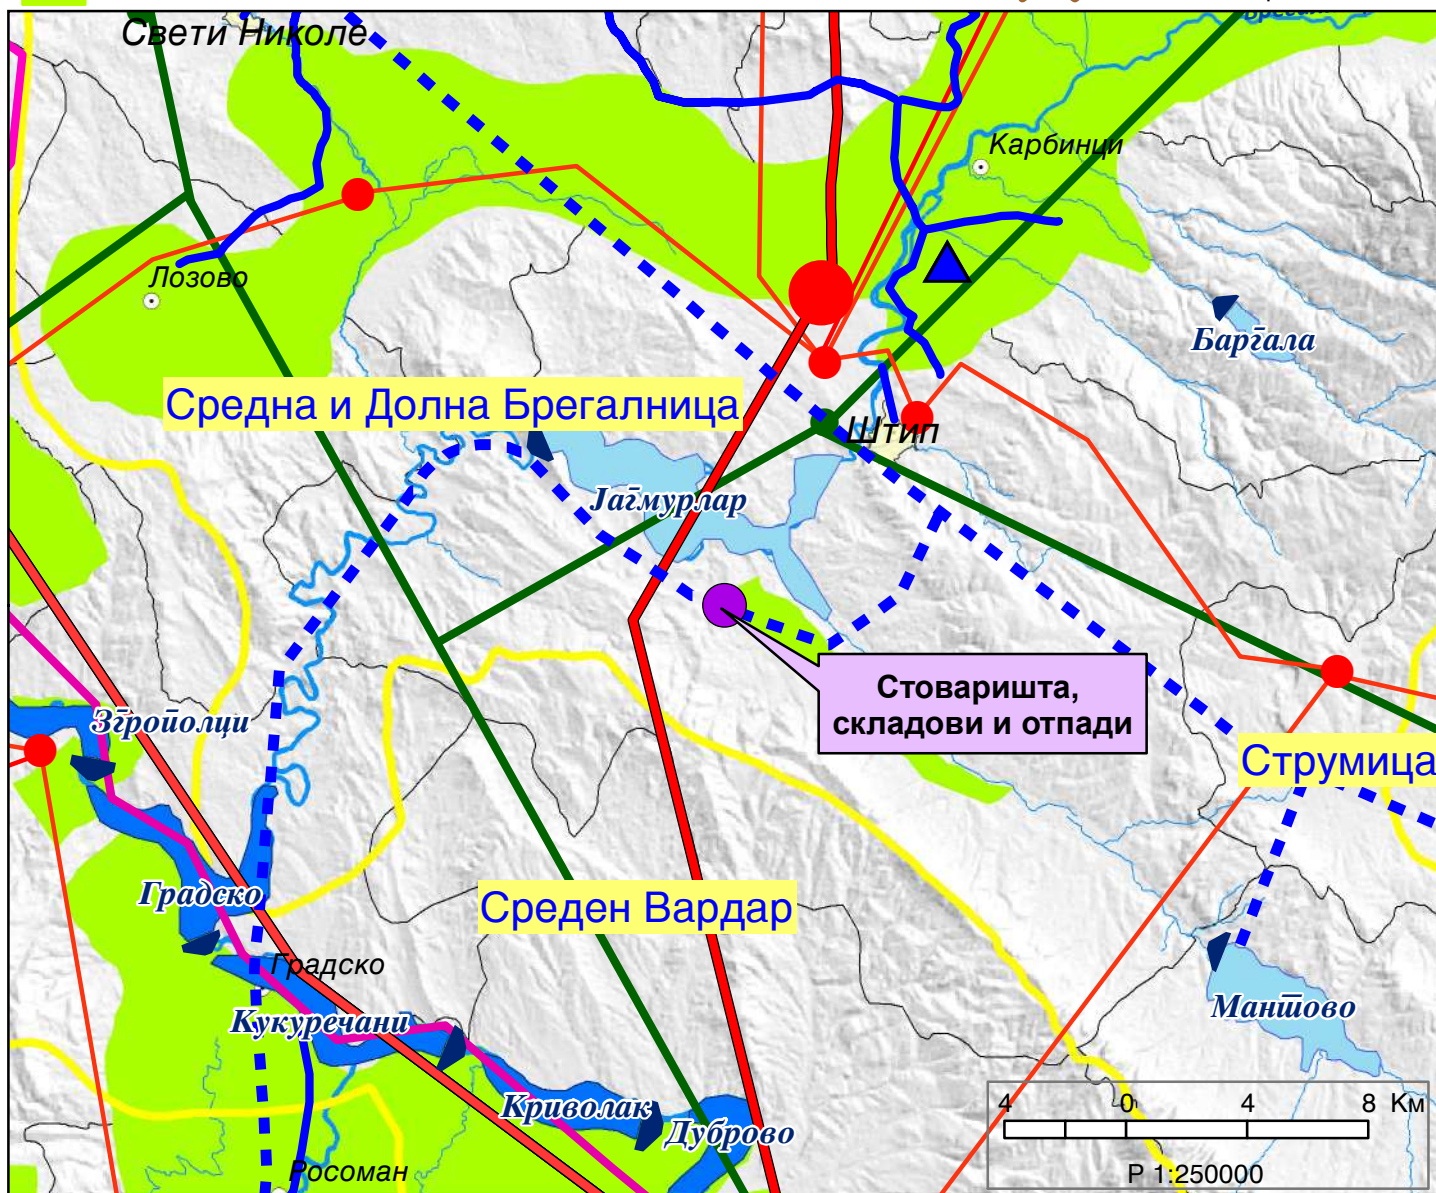 Свети Николе
Карбинци
Лозово
Баргала
Средна и Долна Брегалница
Штип
Јагмурлар
Стоваришта,
складови и отпади
Згрополци
Струмица
Градско
Среден Вардар
Градско
Кукуречани
Мантово
Криволак
Дуброво
4 0 4 8 Км
Р 1:250000
Росоман